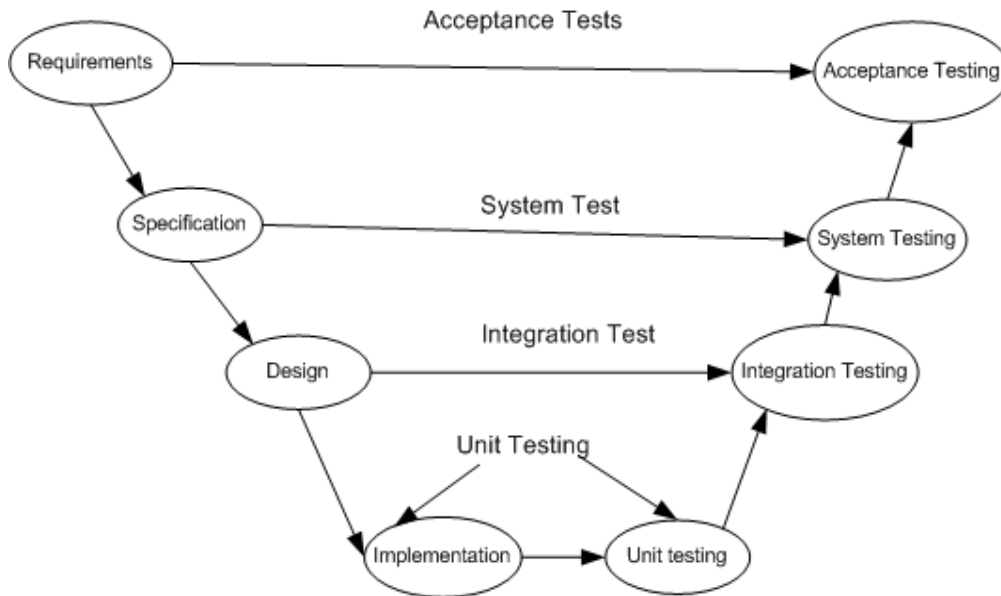 Acceptance Tests
Requirements
Acceptance Testing
System Test
Specification
System Testing
Integration Test
Design
Integration Testing
Unit Testing
Implementation
Unit testing